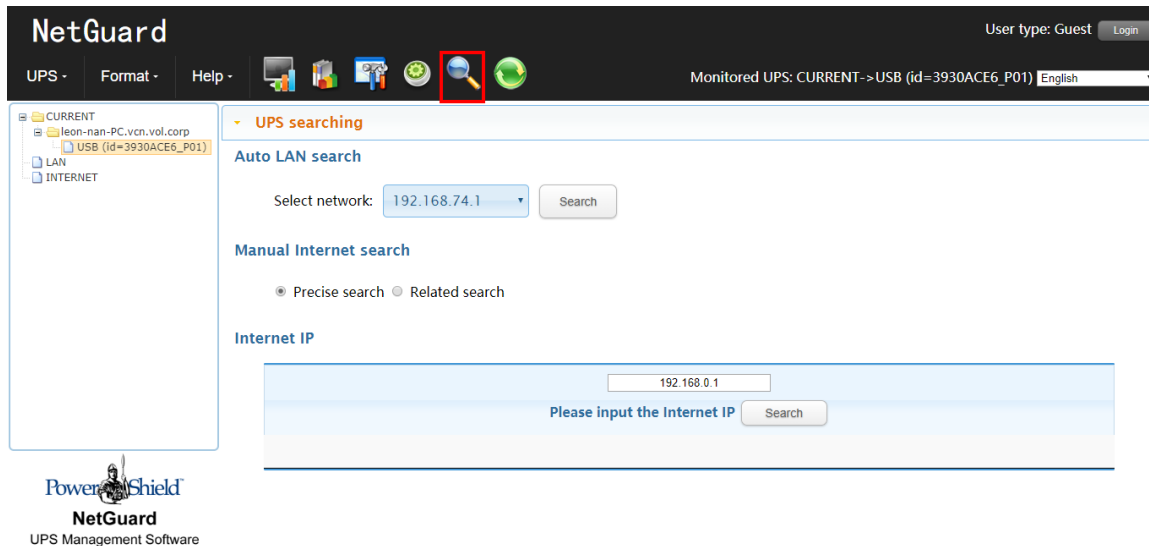 NetGuard
User type: Guest Login
UPS - Format - Help -
Monitored UPS: CURRENT->USB (id=3930ACE6_P01) English
CURRENT
leon-nan-PC.vcn.vol.corp
USB (id=3930ACE6_P01)
LAN
INTERNET
UPS searching
Auto LAN search
Select network: 192.168.74.1 Search
Manual Internet search
Precise search Related search
Internet IP
192.168.0.1
Please input the Internet IP Search
PowerShield
NetGuard
UPS Management Software